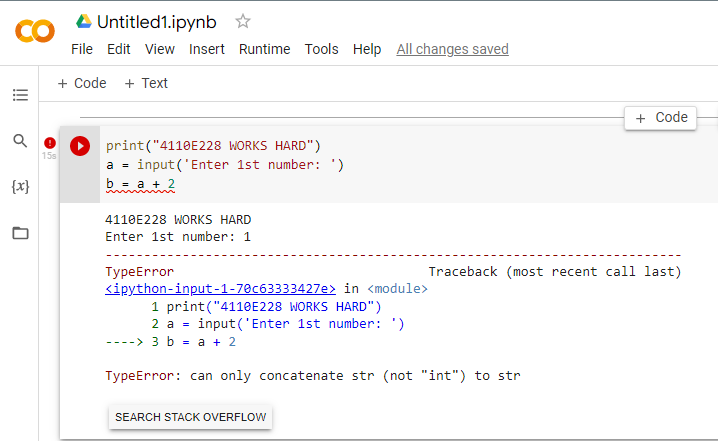 Untitled1.ipynb
File Edit View Insert Runtime Tools Help All changes saved
+ Code + Text
+ Code
15s
print("4110E228 WORKS HARD")
a = input('Enter 1st number: ')
b = a + 2
{x}
4110E228 WORKS HARD
Enter 1st number: 1
---------------------------------------------------------------------------
TypeError Traceback (most recent call last)
<ipython-input-1-70c63333427e> in <module>
1 print("4110E228 WORKS HARD")
2 a = input('Enter 1st number: ')
----> 3 b = a + 2
TypeError: can only concatenate str (not "int") to str
SEARCH STACK OVERFLOW